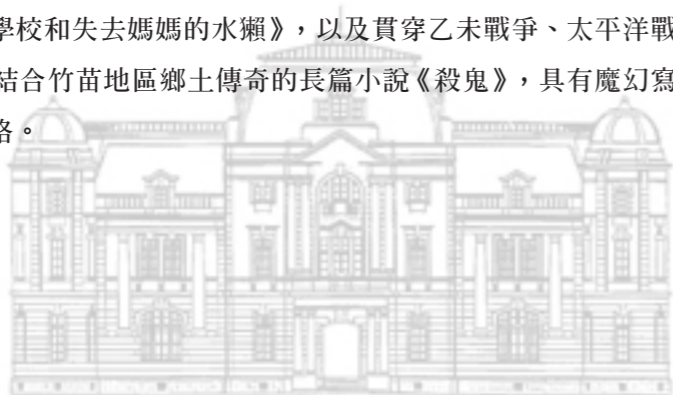 學校和失去媽媽的水獺》，以及貫穿乙未戰爭、太平洋戰
結合竹苗地區鄉土傳奇的長篇小說《殺鬼》，具有魔幻寫
格。